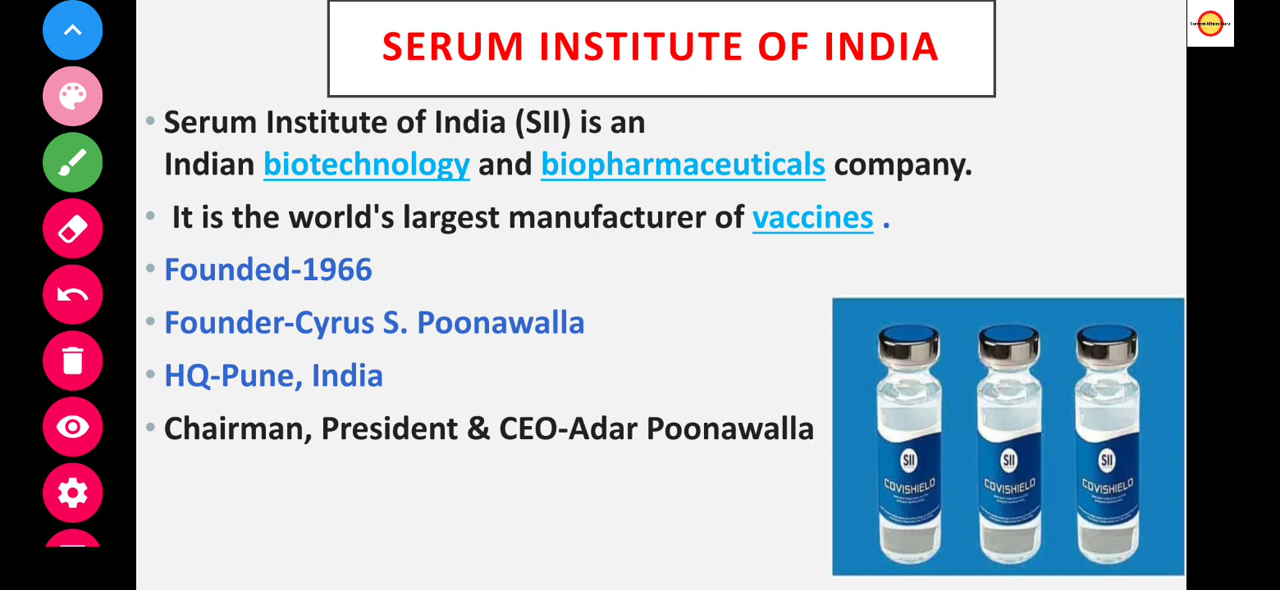 SERUM INSTITUTE OF INDIA
Serum Institute of India (SII) is an
Indian biotechnology and biopharmaceuticals company.
It is the world's largest manufacturer of vaccines .
Founded-1966
Founder-Cyrus S. Poonawalla
HQ-Pune, India
Chairman, President & CEO-Adar Poonawalla
SII SII SII
COVISHIELD COVISHIELD COVISHIELD